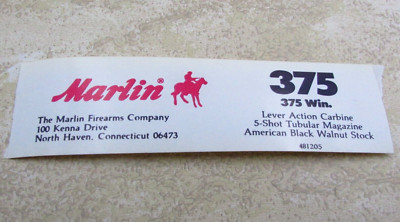 Marlin®
The Marlin Firearms Company
100 Kenna Drive
North Haven, Connecticut 06473
375
375 Win.
Lever Action Carbine
5-Shot Tubular Magazine
American Black Walnut Stock
481205